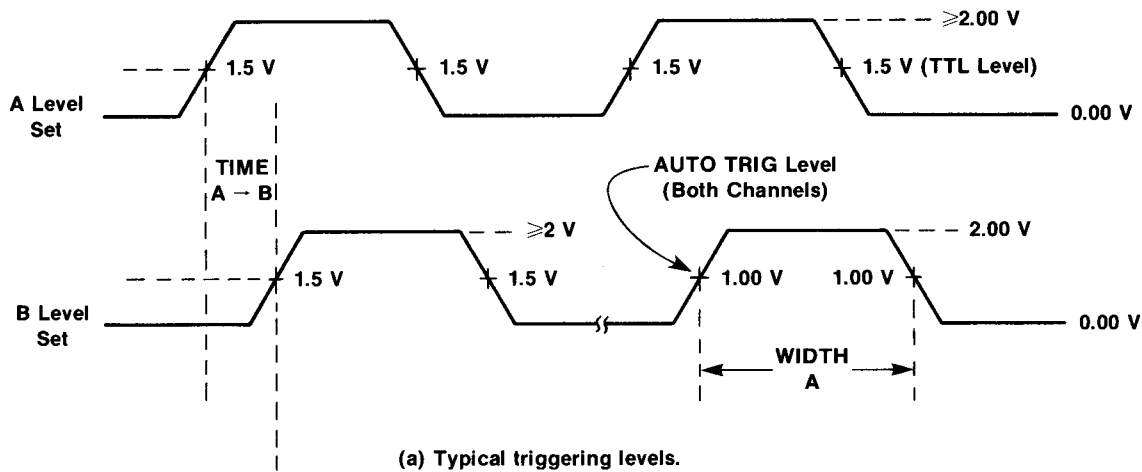 ≥2.00 V
1.5 V
1.5 V
1.5 V
1.5 V (TTL Level)
A Level
Set
0.00 V
TIME
A → B
AUTO TRIG Level
(Both Channels)
≥2 V
2.00 V
1.5 V
1.5 V
1.00 V
1.00 V
B Level
Set
0.00 V
WIDTH
A
(a) Typical triggering levels.